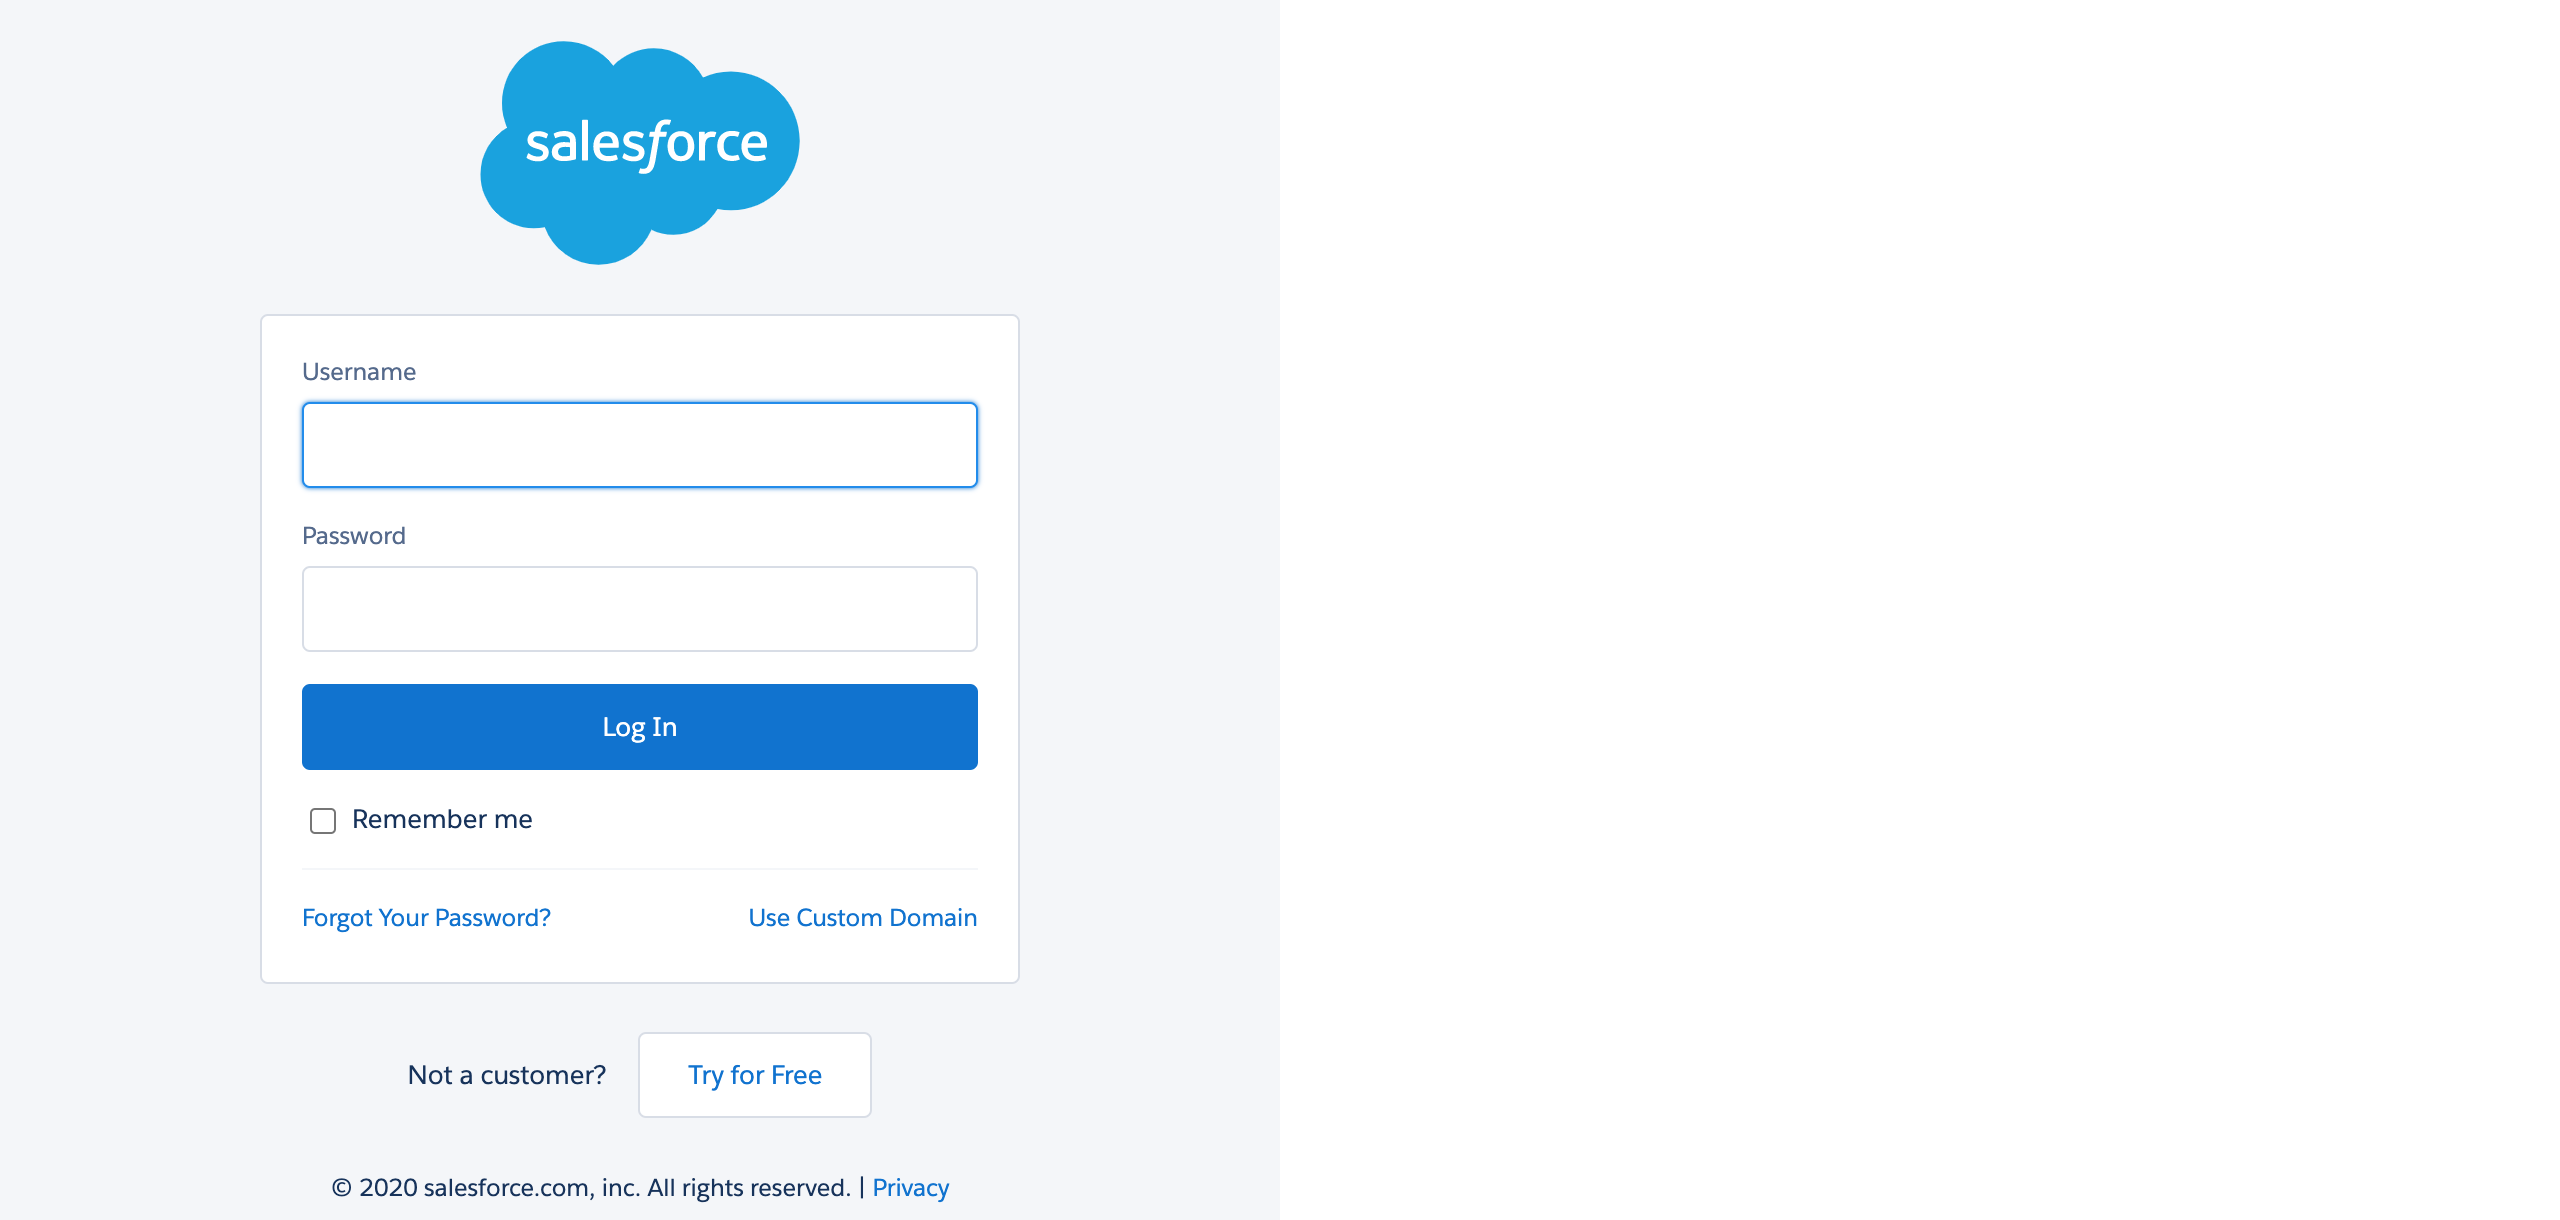 salesforce
Username
Password
Log In
Remember me
Forgot Your Password? Use Custom Domain
Not a customer? Try for Free
© 2020 salesforce.com, inc. All rights reserved. | Privacy